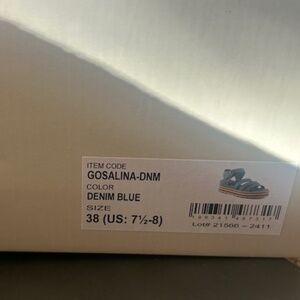 ITEM CODE
GOSALINA-DNM
COLOR
DENIM BLUE
SIZE
38 (US: 7½-8)
Lot# 21566 – 2411